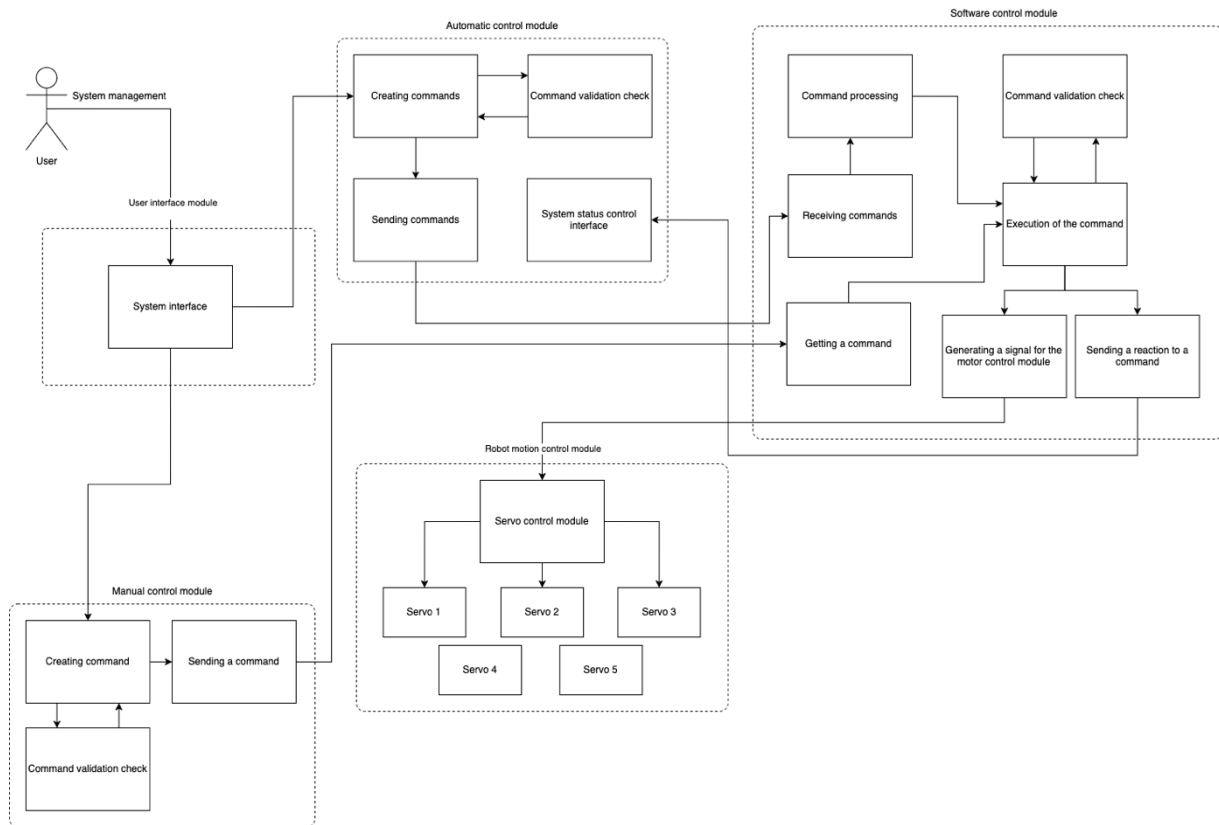 Automatic control module
Software control module
System management
User
Creating commands
Command validation check
Command processing
Command validation check
User interface module
Sending commands
System status control
interface
Receiving commands
Execution of the command
System interface
Getting a command
Generating a signal for the
motor control module
Sending a reaction to a
command
Robot motion control module
Servo control module
Manual control module
Servo 1
Servo 2
Servo 3
Creating command
Sending a command
Servo 4
Servo 5
Command validation check